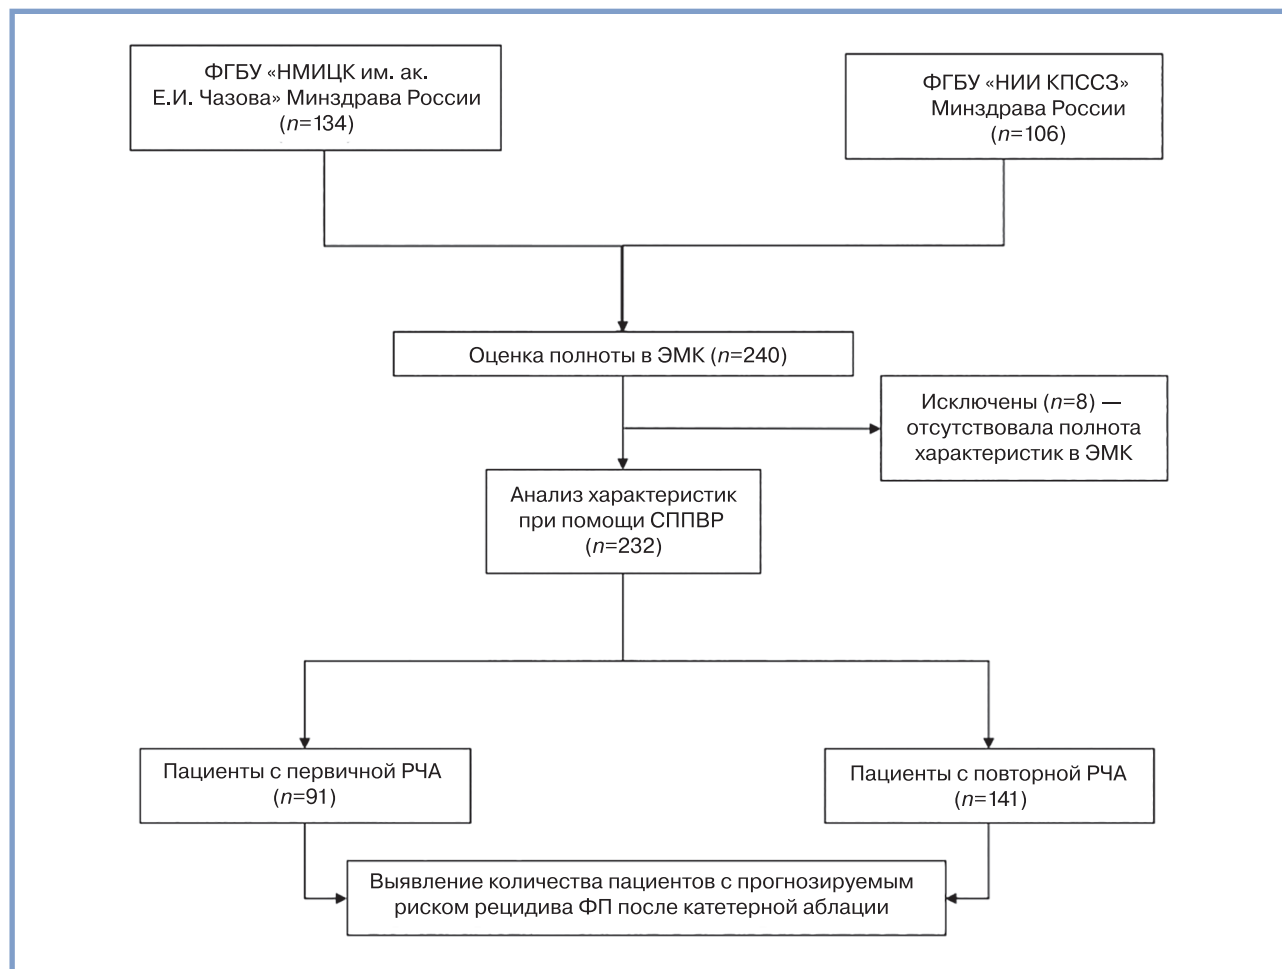 ФГБУ «НМИЦК им. ак.
Е.И. Чазова» Минздрава России
(n=134)
ФГБУ «НИИ КПССЗ»
Минздрава России
(n=106)
Оценка полноты в ЭМК (n=240)
Исключены (n=8) —
отсутствовала полнота
характеристик в ЭМК
Анализ характеристик
при помощи СППВР
(n=232)
Пациенты с первичной РЧА
(n=91)
Пациенты с повторной РЧА
(n=141)
Выявление количества пациентов с прогнозируемым
риском рецидива ФП после катетерной аблации